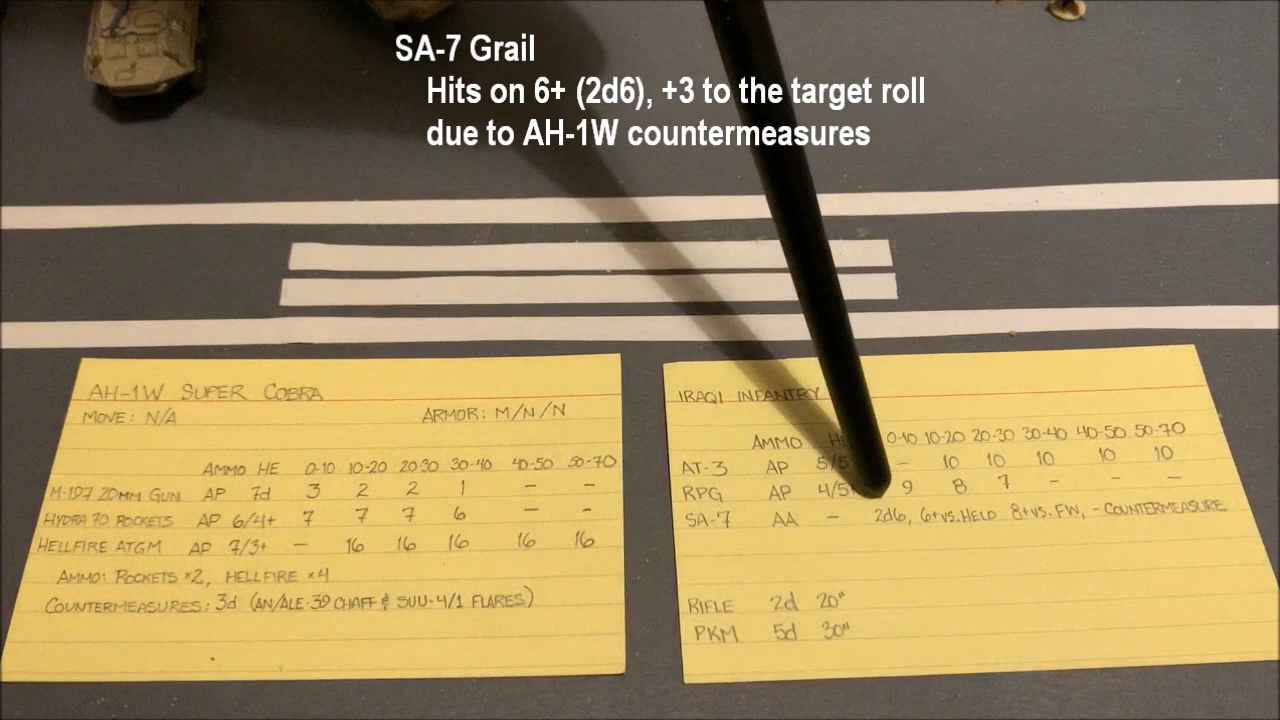 SA-7 Grail
Hits on 6+ (2d6), +3 to the target roll
due to AH-1W countermeasures
AH-1W SUPER COBRA
MOVE: N/A ARMOR: M/N/N
AMMO HE 0-10 10-20 20-30 30-40 40-50 50-70
M-197 20MM GUN AP 7d 3 2 2 1 - -
HYDRA 70 ROCKETS AP 6/4+ 7 7 7 6 - -
HELLFIRE ATGM AP 7/3+ - 16 16 16 16 16
AMMO: ROCKETS x2, HELLFIRE x4
COUNTERMEASURES: 3d (AN/ALE-39 CHAFF & SUU-4/1 FLARES)
IRAQI INFANTRY
AMMO 0-10 10-20 20-30 30-40 40-50 50-70
AT-3 AP 5/5 - 10 10 10 10 10
RPG AP 4/5 9 8 7 - - -
SA-7 AA - 2d6, 6+ VS. HELO 8+ VS. FW, - COUNTERMEASURE
RIFLE 2d 20"
PKM 5d 30"